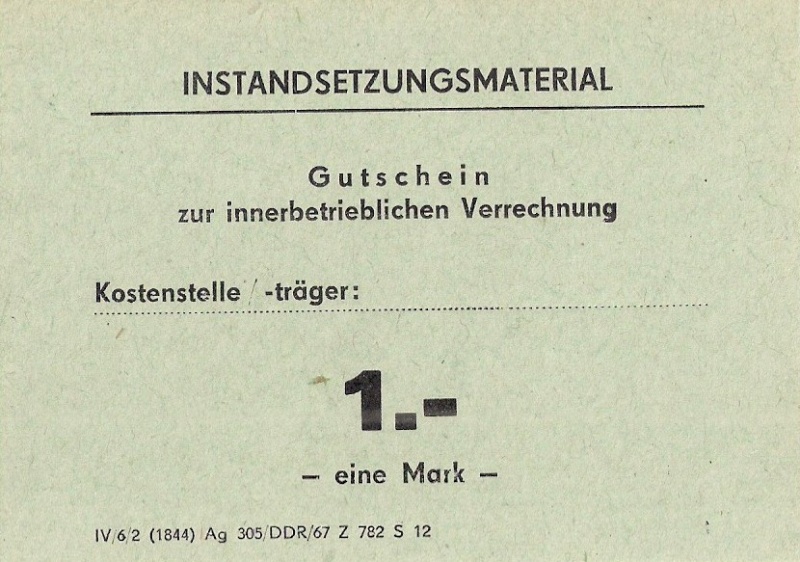 INSTANDSETZUNGSMATERIAL
Gutschein
zur innerbetrieblichen Verrechnung
Kostenstelle / -träger:
1.-
– eine Mark –
IV/6/2 (1844) Ag 305/DDR/67 Z 782 S 12